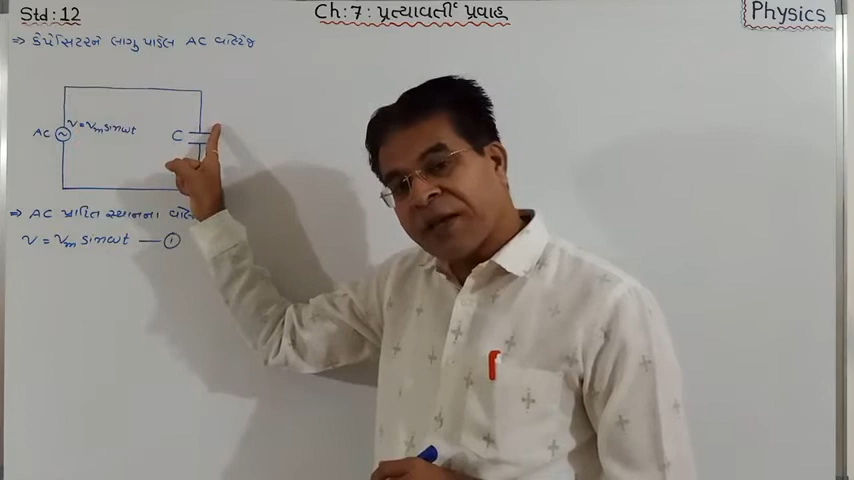 Std : 12
Ch : 7 : પ્રત્યાવર્તી પ્રવાહ
Physics
⇒ કેપેસિટરને લાગુ પાડેલ AC વોલ્ટેજ
AC ~ v = vm sinωt
C
⇒ AC પ્રાપ્તિ સ્થાનના
v = vm sinωt — ①